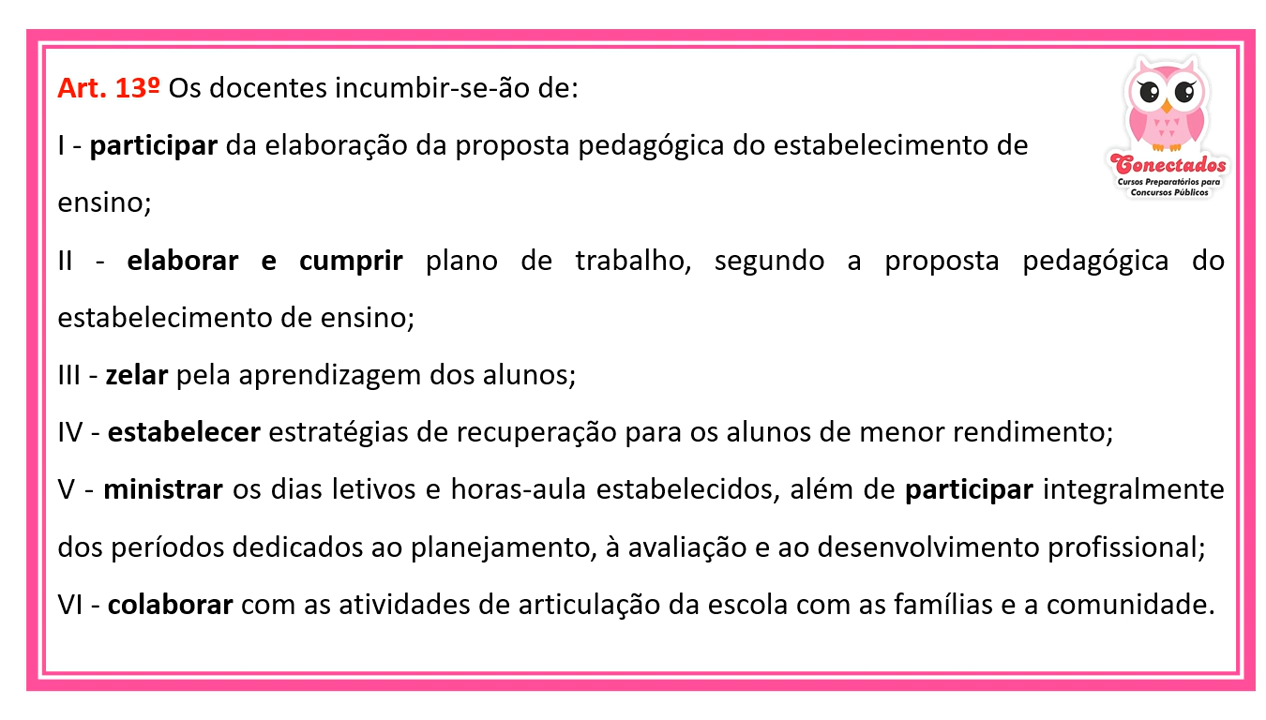 Art. 13º Os docentes incumbir-se-ão de:
I - participar da elaboração da proposta pedagógica do estabelecimento de
ensino;
II - elaborar e cumprir plano de trabalho, segundo a proposta pedagógica do
estabelecimento de ensino;
III - zelar pela aprendizagem dos alunos;
IV - estabelecer estratégias de recuperação para os alunos de menor rendimento;
V - ministrar os dias letivos e horas-aula estabelecidos, além de participar integralmente
dos períodos dedicados ao planejamento, à avaliação e ao desenvolvimento profissional;
VI - colaborar com as atividades de articulação da escola com as famílias e a comunidade.
Conectados
Cursos Preparatórios para
Concursos Públicos